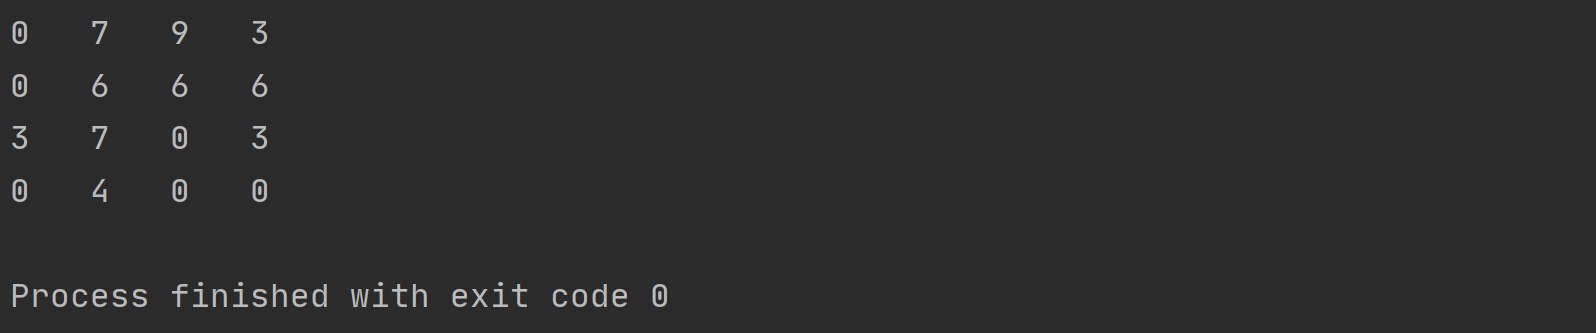 0   7   9   3
0   6   6   6
3   7   0   3
0   4   0   0
Process finished with exit code 0